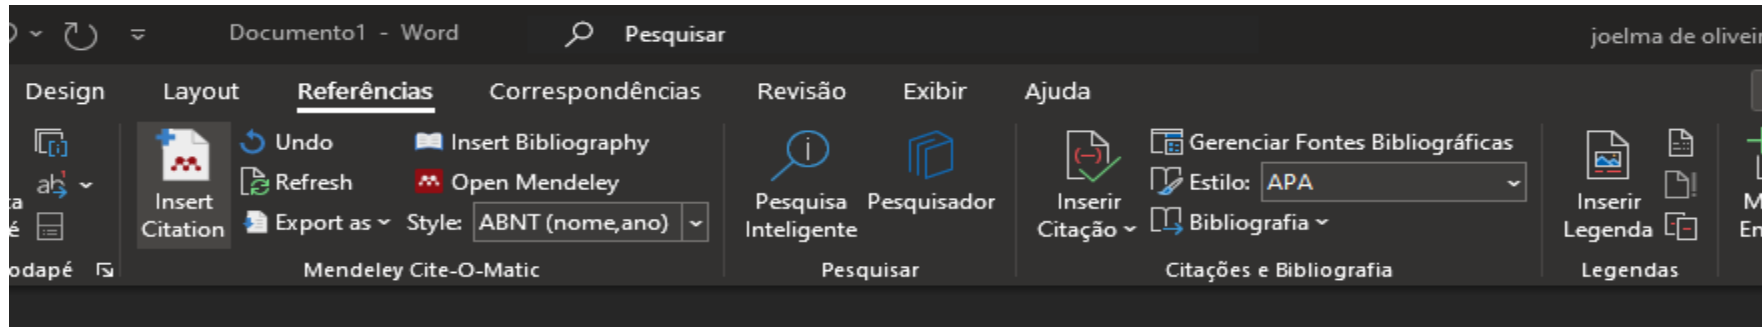 Documento1 - Word
Pesquisar
joelma de
Design Layout Referências Correspondências Revisão Exibir Ajuda
Insert Citation
Undo
Refresh
Export as
Insert Bibliography
Open Mendeley
Style: ABNT (nome,ano)
Mendeley Cite-O-Matic
Pesquisa Inteligente
Pesquisador
Pesquisar
Inserir Citação
Gerenciar Fontes Bibliográficas
Estilo: APA
Bibliografia
Citações e Bibliografia
Inserir Legenda
Legendas